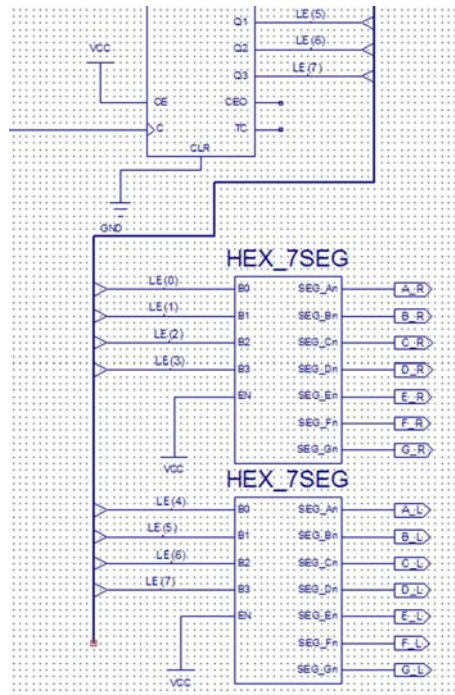 Q1 LE(5)
Q2 LE(6)
Q3 LE(7)
VCC
CE CEO
C TC
CLR
GND
HEX_7SEG
LE(0) B0 SEG_An A_R
LE(1) B1 SEG_Bn B_R
LE(2) B2 SEG_Cn C_R
LE(3) B3 SEG_Dn D_R
EN SEG_En E_R
SEG_Fn F_R
SEG_Gn G_R
VCC
HEX_7SEG
LE(4) B0 SEG_An A_L
LE(5) B1 SEG_Bn B_L
LE(6) B2 SEG_Cn C_L
LE(7) B3 SEG_Dn D_L
EN SEG_En E_L
SEG_Fn F_L
SEG_Gn G_L
VCC